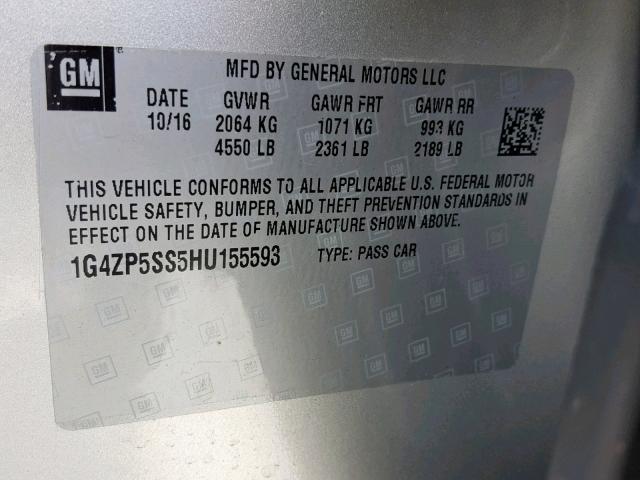 GM
MFD BY GENERAL MOTORS LLC
DATE GVWR GAWR FRT GAWR RR
10/16 2064 KG 1071 KG 993 KG
4550 LB 2361 LB 2189 LB
THIS VEHICLE CONFORMS TO ALL APPLICABLE U.S. FEDERAL MOTOR
VEHICLE SAFETY, BUMPER, AND THEFT PREVENTION STANDARDS IN
EFFECT ON THE DATE OF MANUFACTURE SHOWN ABOVE.
1G4ZP5SS5HU155593 TYPE: PASS CAR